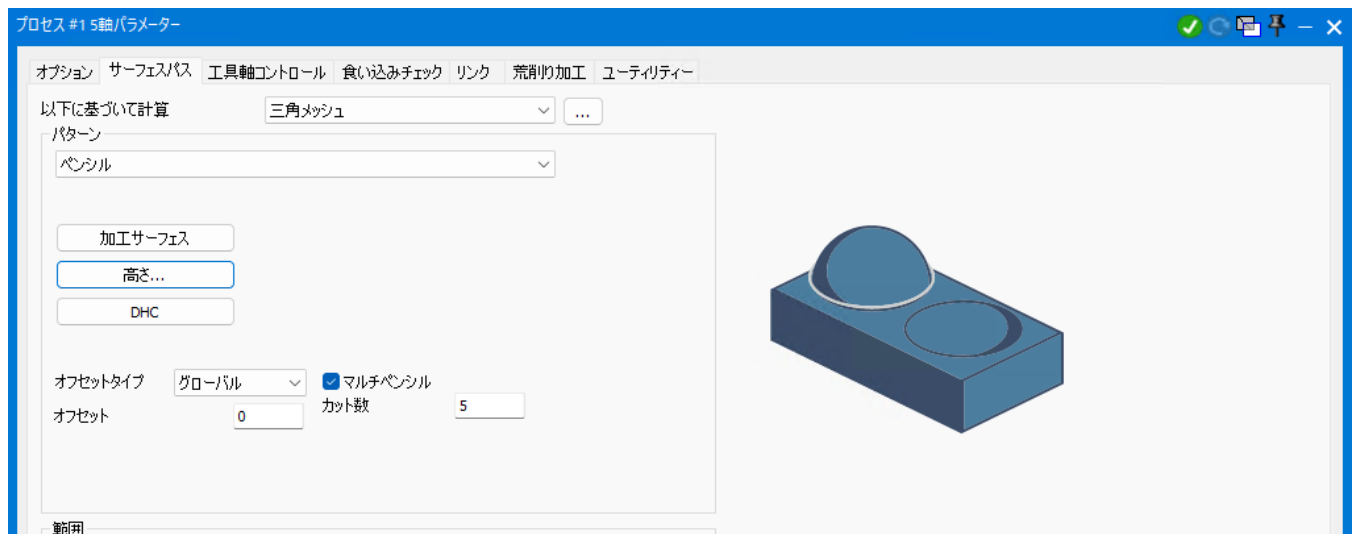 プロセス #1 5軸パラメーター
オプション サーフェスパス 工具軸コントロール 食い込みチェック リンク 荒削り加工 ユーティリティー
以下に基づいて計算 三角メッシュ ...
パターン
ペンシル
加工サーフェス
高さ...
DHC
オフセットタイプ グローバル マルチペンシル
オフセット 0 カット数 5
範囲